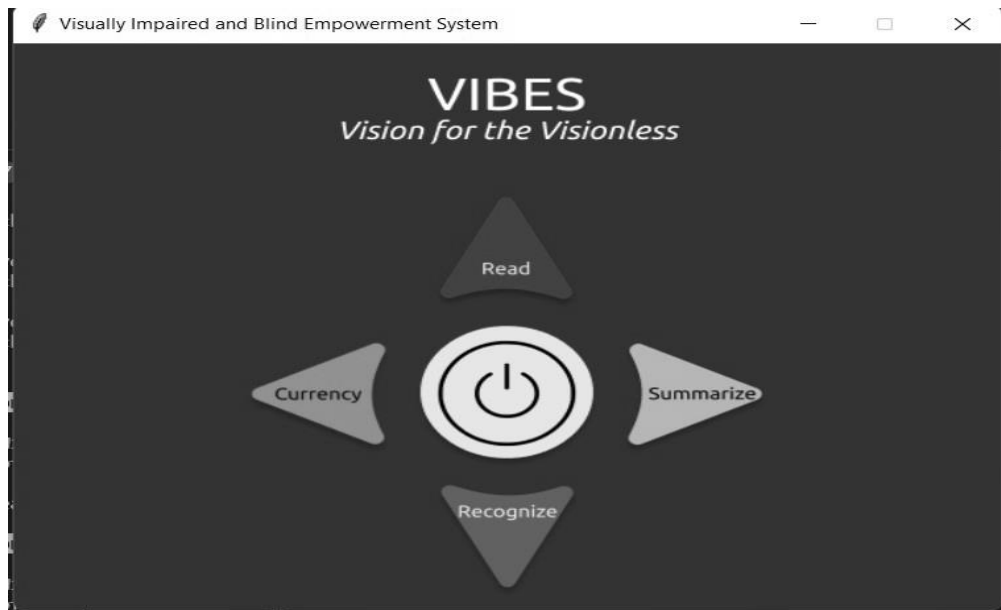 Visually Impaired and Blind Empowerment System
VIBES
Vision for the Visionless
Read
Currency
Summarize
Recognize